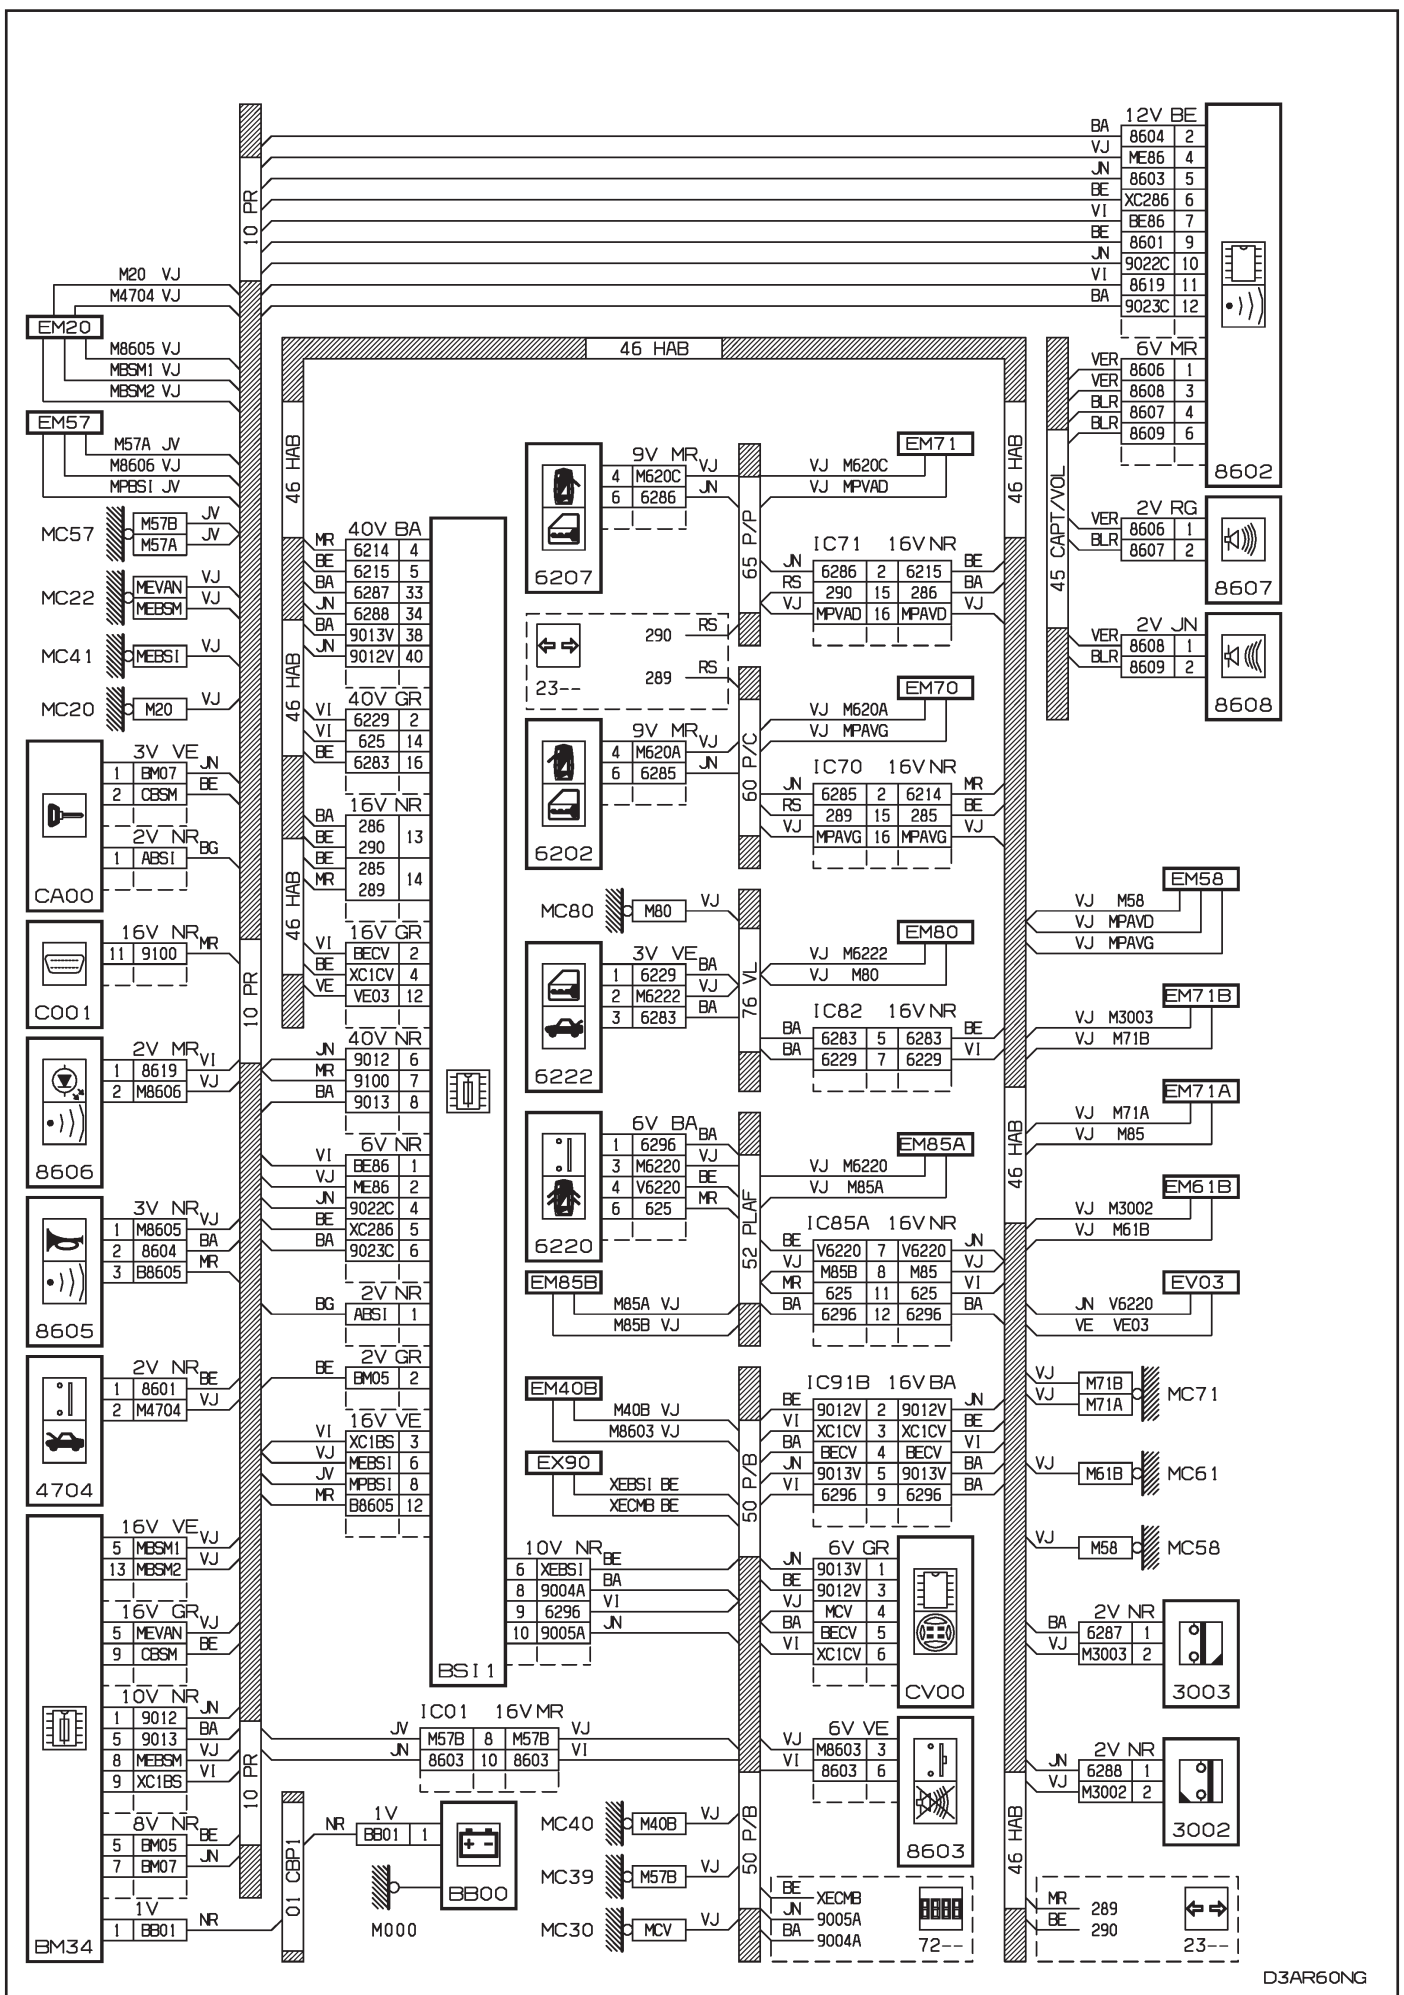 12V BE
BA 8604 2
VJ ME86 4
JN 8603 5
BE XC286 6
VI BE86 7
BE 8601 9
JN 9022C 10
VI 8619 11
BA 9023C 12
6V MR
VER 8606 1
VER 8608 3
BLR 8607 4
BLR 8609 6
8602
10 PR
M20 VJ
M4704 VJ
EM20
M8605 VJ
MBSM1 VJ
MBSM2 VJ
EM57
M57A JV
M8606 VJ
MPBSI JV
MC57
M57B JV
M57A JV
MC22
MEVAN VJ
MEBSM VJ
MC41
MEBSI VJ
MC20
M20 VJ
3V VE
1 BM07 JN
2 CBSM BE
2V NR
1 ABSI BG
CA00
16V NR
11 9100 MR
C001
10 PR
2V MR
1 8619 VI
2 M8606 VJ
8606
3V NR
1 M8605 VJ
2 8604 BA
3 B8605 MR
8605
2V NR
1 8601 BE
2 M4704 VJ
4704
16V VE
5 MBSM1 VJ
13 MBSM2 VJ
16V GR
5 MEVAN VJ
9 CBSM BE
10V NR
1 9012 JN
5 9013 BA
8 MEBSM VJ
9 XC1BS VI
8V NR
5 BM05 BE
7 BM07 JN
1V
1 BB01 NR
BM34
10 PR
01 CBP1
46 HAB
46 HAB
46 HAB
46 HAB
40V BA
MR 6214 4
BE 6215 5
BA 6287 33
JN 6288 34
BA 9013V 38
JN 9012V 40
40V GR
VI 6229 2
VI 625 14
BE 6283 16
16V NR
BA 286
BE 290
13
BE 285
MR 289
14
16V GR
VI BECV 2
BE XC1CV 4
VE VE03 12
40V NR
JN 9012 6
MR 9100 7
BA 9013 8
6V NR
VI BE86 1
VJ ME86 2
JN 9022C 4
BE XC286 5
BA 9023C 6
2V NR
BG ABSI 1
2V GR
BE BM05 2
16V VE
VI XC1BS 3
VJ MEBSI 6
JV MPBSI 8
MR B8605 12
10V NR
6 XEBSI BE
8 9004A BA
9 6296 VI
10 9005A JN
BSI1
IC01 16V MR
JV M57B 8 M57B VJ
JN 8603 10 8603 VI
1V
NR BB01 1
BB00
M000
9V MR
4 M620C VJ
6 6286 JN
6207
65 P/P
EM71
VJ M620C
VJ MPVAD
IC71 16V NR
JN 6286 2 6215 BE
RS 290 15 286 BA
VJ MPVAD 16 MPAVD VJ
290 RS
289 RS
23--
9V MR
4 M620A VJ
6 6285 JN
6202
60 P/C
EM70
VJ M620A
VJ MPAVG
IC70 16V NR
JN 6285 2 6214 MR
RS 289 15 285 BE
VJ MPAVG 16 MPAVG VJ
MC80
M80 VJ
3V VE
1 6229 BA
2 M6222 VJ
3 6283 BA
6222
76 VL
EM80
VJ M6222
VJ M80
IC82 16V NR
BA 6283 5 6283 BE
BA 6229 7 6229 VI
6V BA
1 6296 BA
3 M6220 VJ
4 V6220 BE
6 625 MR
6220
52 PLAF
EM85A
VJ M6220
VJ M85A
IC85A 16V NR
BE V6220 7 V6220 JN
VJ M85B 8 M85 VJ
MR 625 11 625 VI
BA 6296 12 6296 BA
EM85B
M85A VJ
M85B VJ
EM40B
M40B VJ
M8603 VJ
EX90
XEBSI BE
XECMB BE
50 P/B
IC91B 16V BA
BE 9012V 2 9012V JN
VI XC1CV 3 XC1CV BE
BA BECV 4 BECV VI
JN 9013V 5 9013V BA
VI 6296 9 6296 BA
6V GR
JN 9013V 1
BE 9012V 3
VJ MCV 4
BA BECV 5
VI XC1CV 6
CV00
6V VE
VJ M8603 3
VI 8603 6
8603
MC40
M40B VJ
MC39
M57B VJ
MC30
MCV VJ
50 P/B
BE XECMB
JN 9005A
BA 9004A
72--
45 CAPT/VOL
2V RG
VER 8606 1
BLR 8607 2
8607
2V JN
VER 8608 1
BLR 8609 2
8608
46 HAB
46 HAB
46 HAB
EM58
VJ M58
VJ MPAVD
VJ MPAVG
EM71B
VJ M3003
VJ M71B
EM71A
VJ M71A
VJ M85
EM61B
VJ M3002
VJ M61B
EV03
JN V6220
VE VE03
VJ M71B
VJ M71A
MC71
VJ M61B
MC61
VJ M58
MC58
2V NR
BA 6287 1
VJ M3003 2
3003
2V NR
JN 6288 1
VJ M3002 2
3002
MR 289
BE 290
23--
D3AR60NG